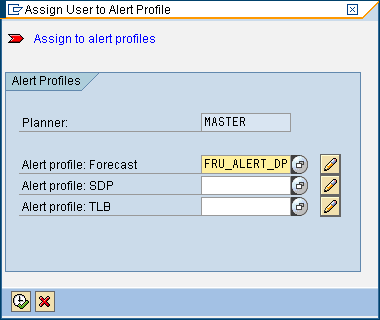 Assign User to Alert Profile
Assign to alert profiles
Alert Profiles
Planner: MASTER
Alert profile: Forecast FRU_ALERT_DP
Alert profile: SDP
Alert profile: TLB